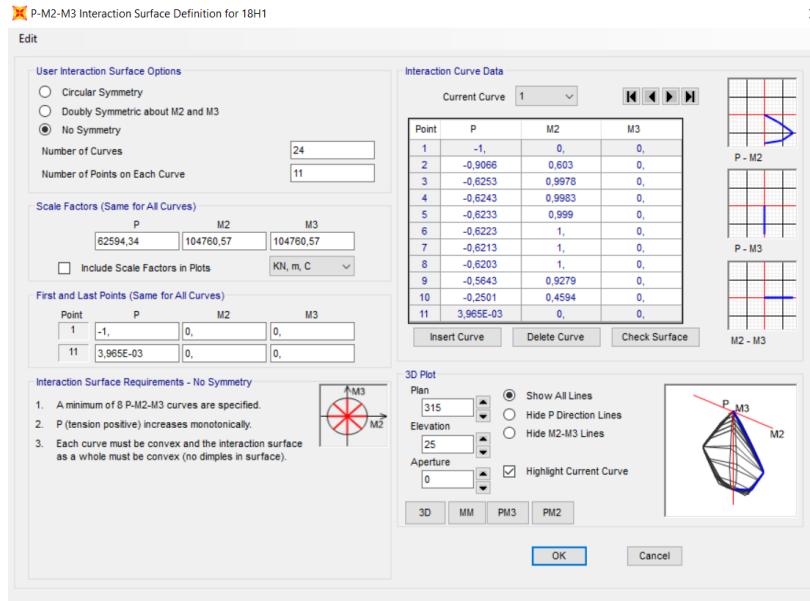 P-M2-M3 Interaction Surface Definition for 18H1
Edit
User Interaction Surface Options
Circular Symmetry
Doubly Symmetric about M2 and M3
No Symmetry
Number of Curves 24
Number of Points on Each Curve 11
Scale Factors (Same for All Curves)
P M2 M3
62594,34 104760,57 104760,57
Include Scale Factors in Plots KN, m, C
First and Last Points (Same for All Curves)
Point P M2 M3
1 -1, 0, 0,
11 3,965E-03 0, 0,
Interaction Surface Requirements - No Symmetry
1. A minimum of 8 P-M2-M3 curves are specified.
2. P (tension positive) increases monotonically.
3. Each curve must be convex and the interaction surface
as a whole must be convex (no dimples in surface).
M3
M2
Interaction Curve Data
Current Curve 1
Point P M2 M3
1 -1, 0, 0,
2 -0,9066 0,603 0,
3 -0,6253 0,9978 0,
4 -0,6243 0,9983 0,
5 -0,6233 0,999 0,
6 -0,6223 1, 0,
7 -0,6213 1, 0,
8 -0,6203 1, 0,
9 -0,5643 0,9279 0,
10 -0,2501 0,4594 0,
11 3,965E-03 0, 0,
Insert Curve Delete Curve Check Surface
P - M2
P - M3
M2 - M3
3D Plot
Plan
315
Elevation
25
Aperture
0
Show All Lines
Hide P Direction Lines
Hide M2-M3 Lines
Highlight Current Curve
3D MM PM3 PM2
P M3
M2
OK Cancel